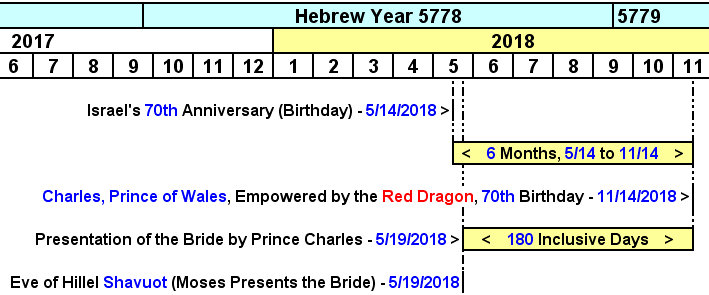 Hebrew Year 5778 5779
2017 2018
6 7 8 9 10 11 12 1 2 3 4 5 6 7 8 9 10 11
Israel's 70th Anniversary (Birthday) - 5/14/2018 >
< 6 Months, 5/14 to 11/14 >
Charles, Prince of Wales, Empowered by the Red Dragon, 70th Birthday - 11/14/2018 >
Presentation of the Bride by Prince Charles - 5/19/2018 > < 180 Inclusive Days >
Eve of Hillel Shavuot (Moses Presents the Bride) - 5/19/2018